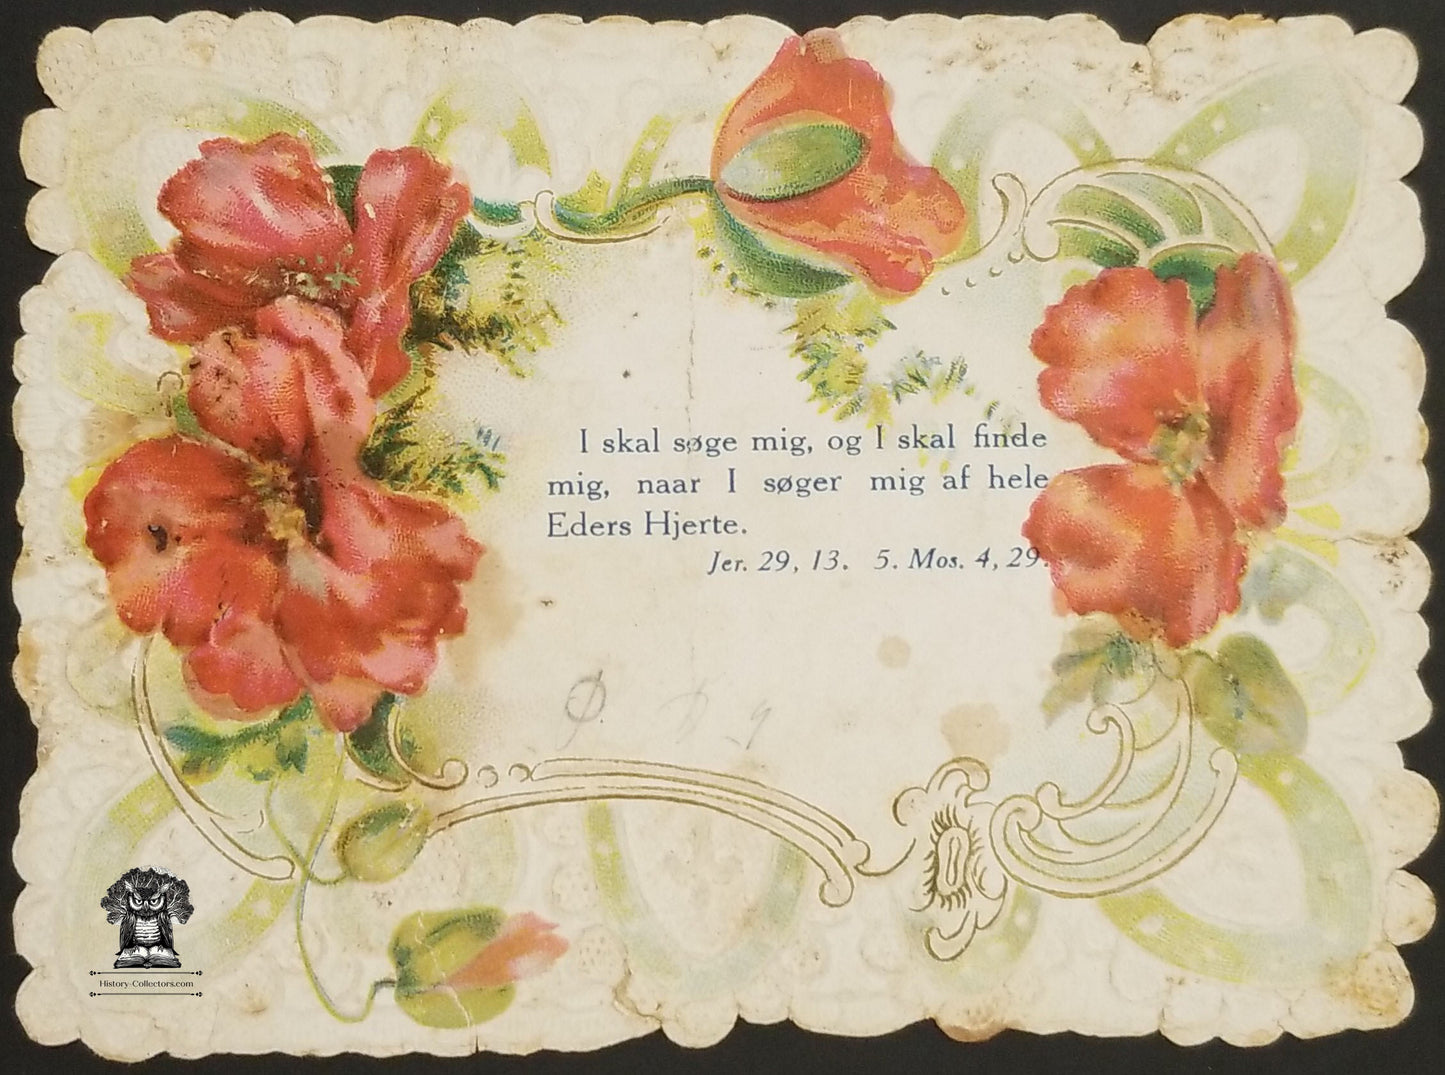 I skal søge mig, og I skal finde
mig, naar I søger mig af hele
Eders Hjerte.
Jer. 29, 13. 5. Mos. 4, 29.
History-Collectors.com